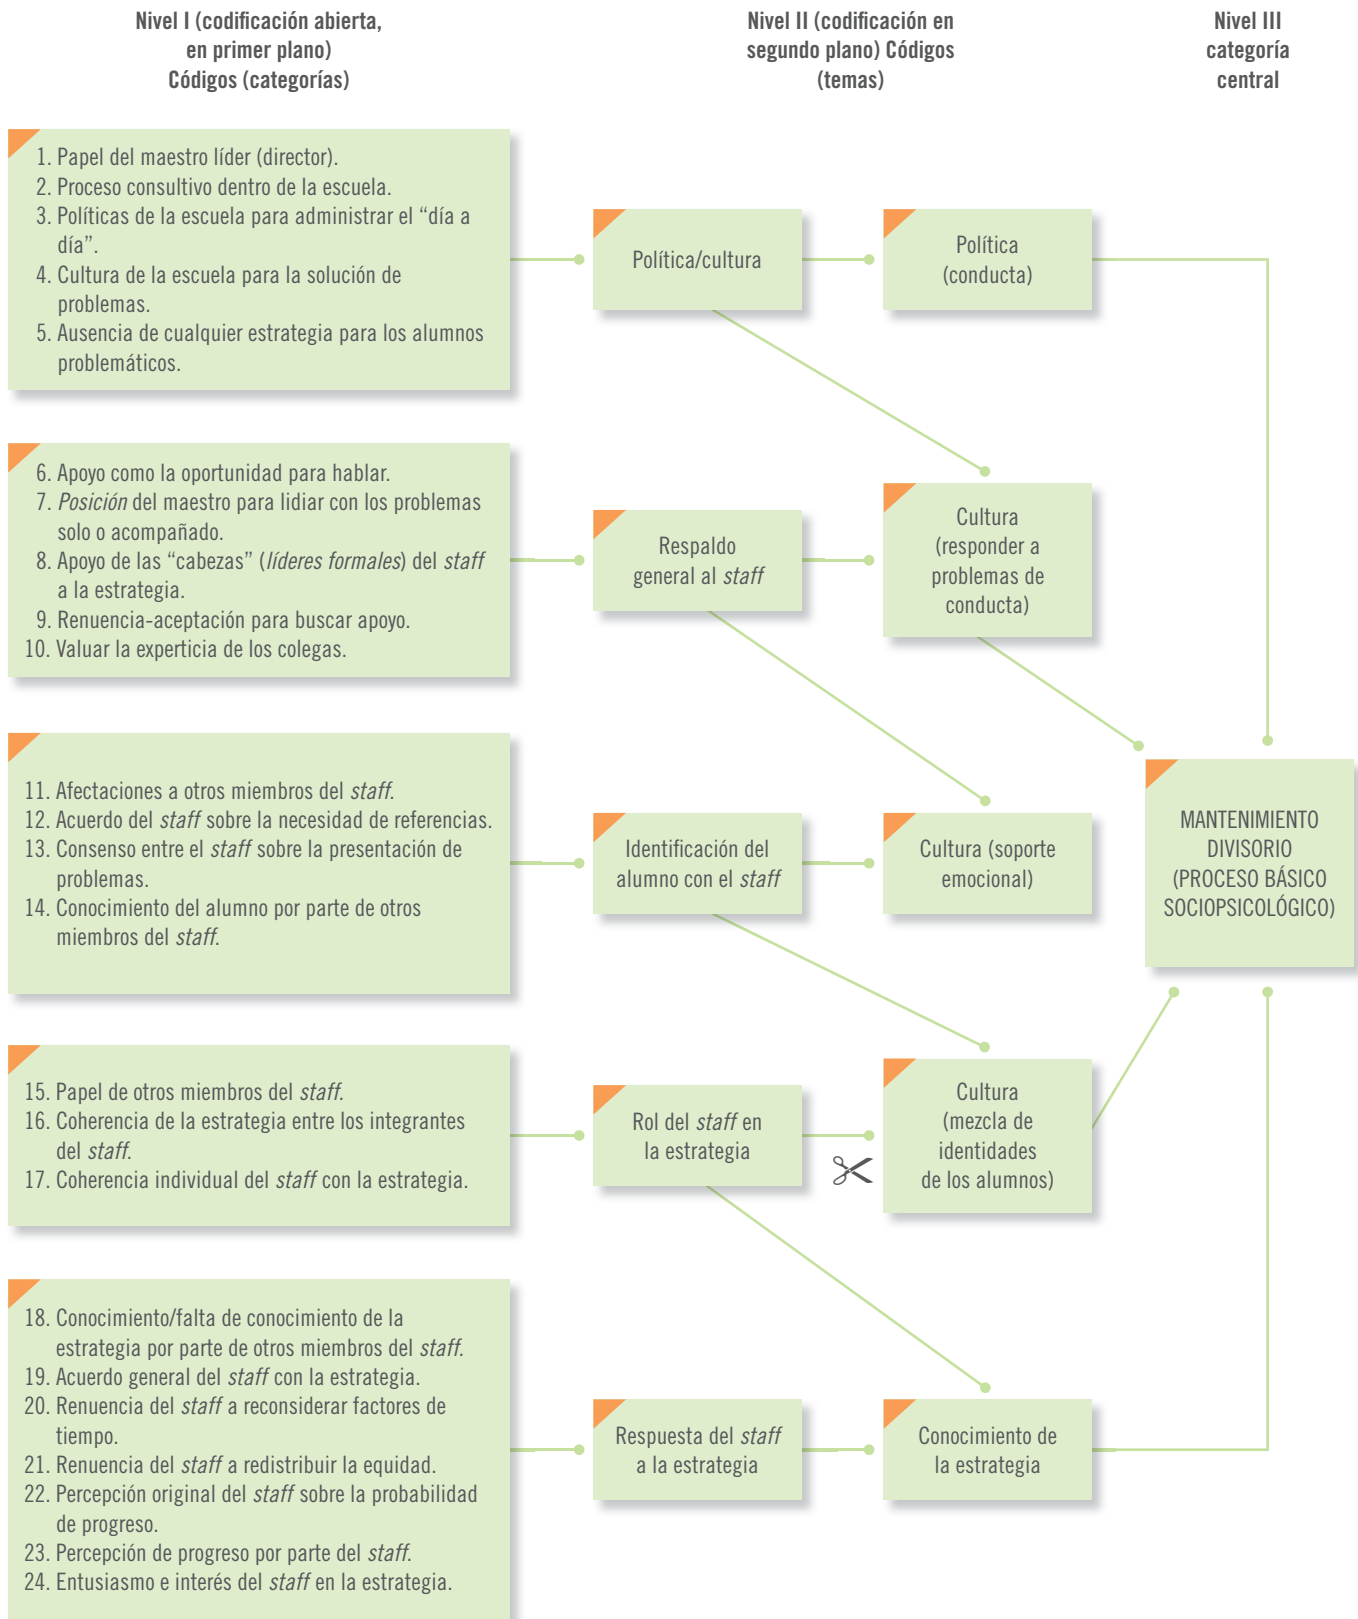 Nivel I (codificación abierta,
en primer plano)
Códigos (categorías)
Nivel II (codificación en
segundo plano) Códigos
(temas)
Nivel III
categoría
central
1. Papel del maestro líder (director).
2. Proceso consultivo dentro de la escuela.
3. Políticas de la escuela para administrar el “día a
día”.
4. Cultura de la escuela para la solución de
problemas.
5. Ausencia de cualquier estrategia para los alumnos
problemáticos.
Política/cultura
Política
(conducta)
6. Apoyo como la oportunidad para hablar.
7. Posición del maestro para lidiar con los problemas
solo o acompañado.
8. Apoyo de las “cabezas” (líderes formales) del staff
a la estrategia.
9. Renuencia-aceptación para buscar apoyo.
10. Valuar la experticia de los colegas.
Respaldo
general al staff
Cultura
(responder a
problemas de
conducta)
11. Afectaciones a otros miembros del staff.
12. Acuerdo del staff sobre la necesidad de referencias.
13. Consenso entre el staff sobre la presentación de
problemas.
14. Conocimiento del alumno por parte de otros
miembros del staff.
Identificación del
alumno con el staff
Cultura (soporte
emocional)
MANTENIMIENTO
DIVISORIO
(PROCESO BÁSICO
SOCIOPSICOLÓGICO)
15. Papel de otros miembros del staff.
16. Coherencia de la estrategia entre los integrantes
del staff.
17. Coherencia individual del staff con la estrategia.
Rol del staff en
la estrategia
Cultura
(mezcla de
identidades
de los alumnos)
18. Conocimiento/falta de conocimiento de la
estrategia por parte de otros miembros del staff.
19. Acuerdo general del staff con la estrategia.
20. Renuencia del staff a reconsiderar factores de
tiempo.
21. Renuencia del staff a redistribuir la equidad.
22. Percepción original del staff sobre la probabilidad
de progreso.
23. Percepción de progreso por parte del staff.
24. Entusiasmo e interés del staff en la estrategia.
Respuesta del staff
a la estrategia
Conocimiento de
la estrategia